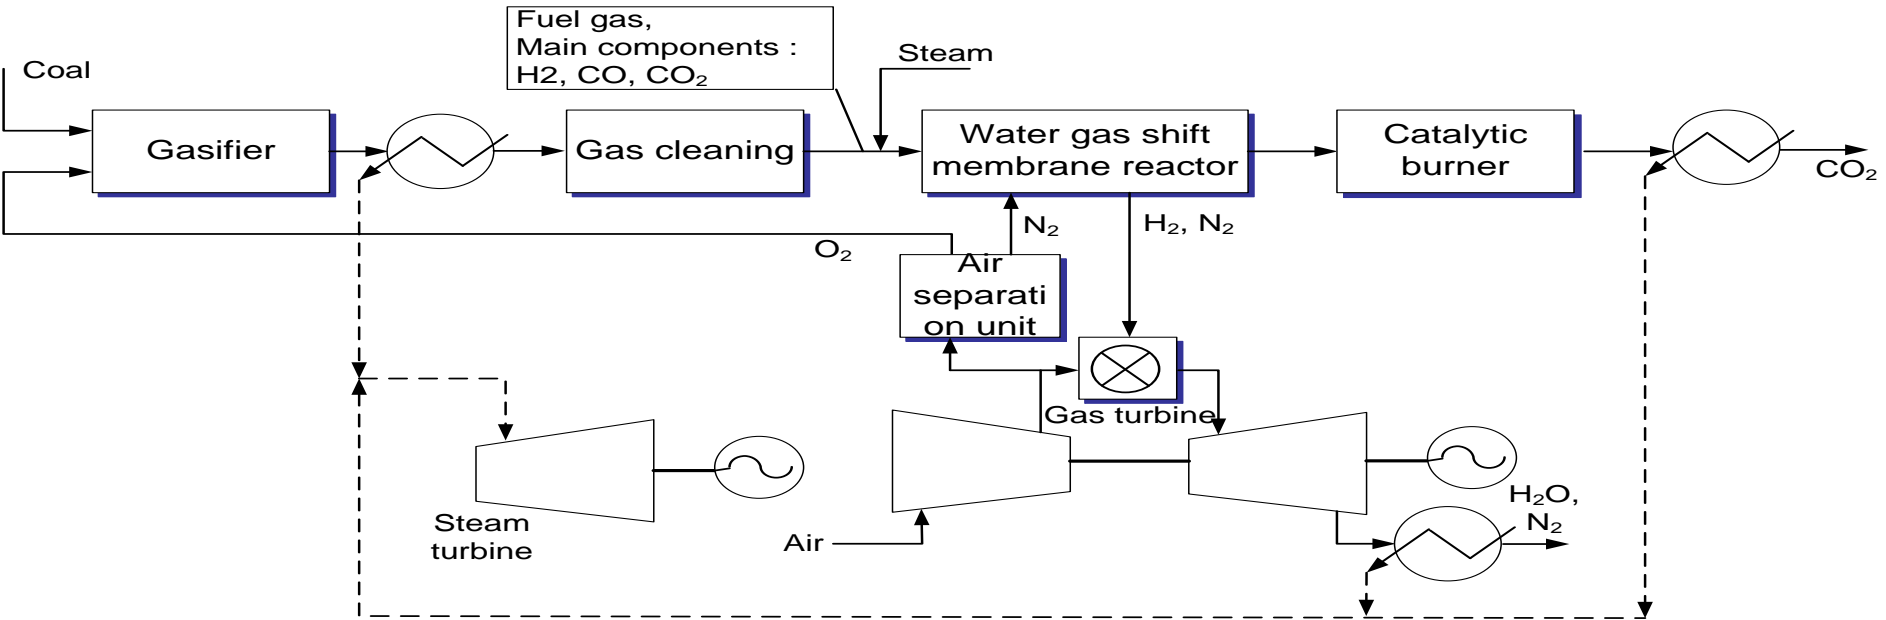 Fuel gas,
Main components :
H2, CO, CO₂
Steam
Coal
Gasifier
Gas cleaning
Water gas shift
membrane reactor
Catalytic
burner
CO₂
N₂
H₂, N₂
O₂
Air
separati
on unit
Gas turbine
Steam
turbine
Air
H₂O,
N₂